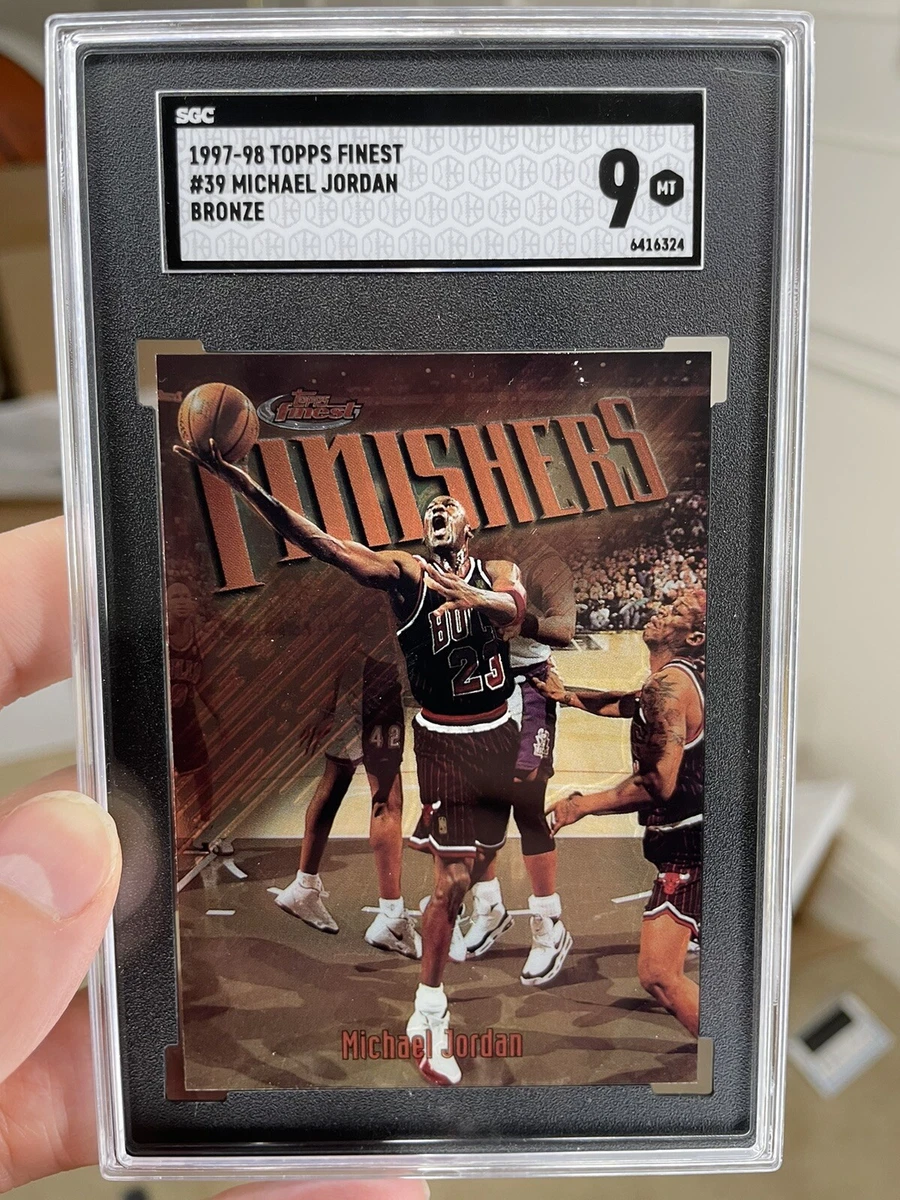 SGC
1997-98 TOPPS FINEST
#39 MICHAEL JORDAN
BRONZE
9 MT
6416324
TOPPS
finest
FINISHERS
BULLS
23
42
Michael Jordan